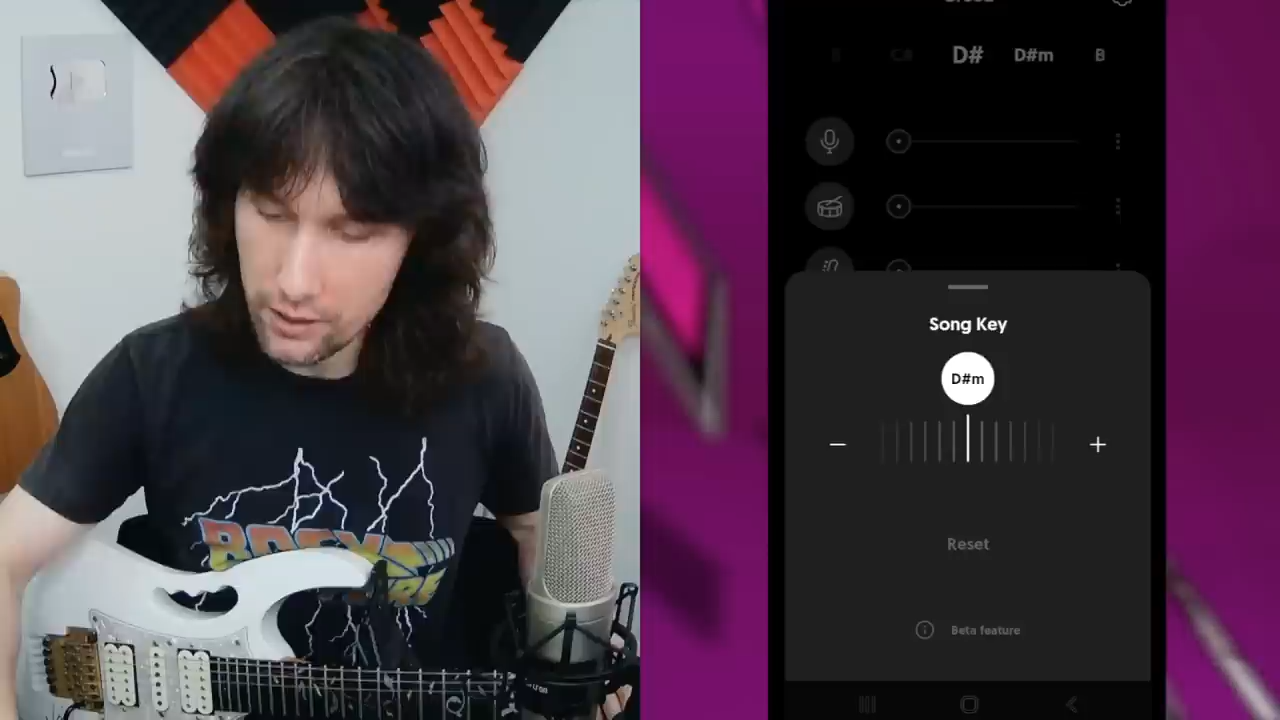 D# D#m B
Song Key
D#m
− +
Reset
Beta feature